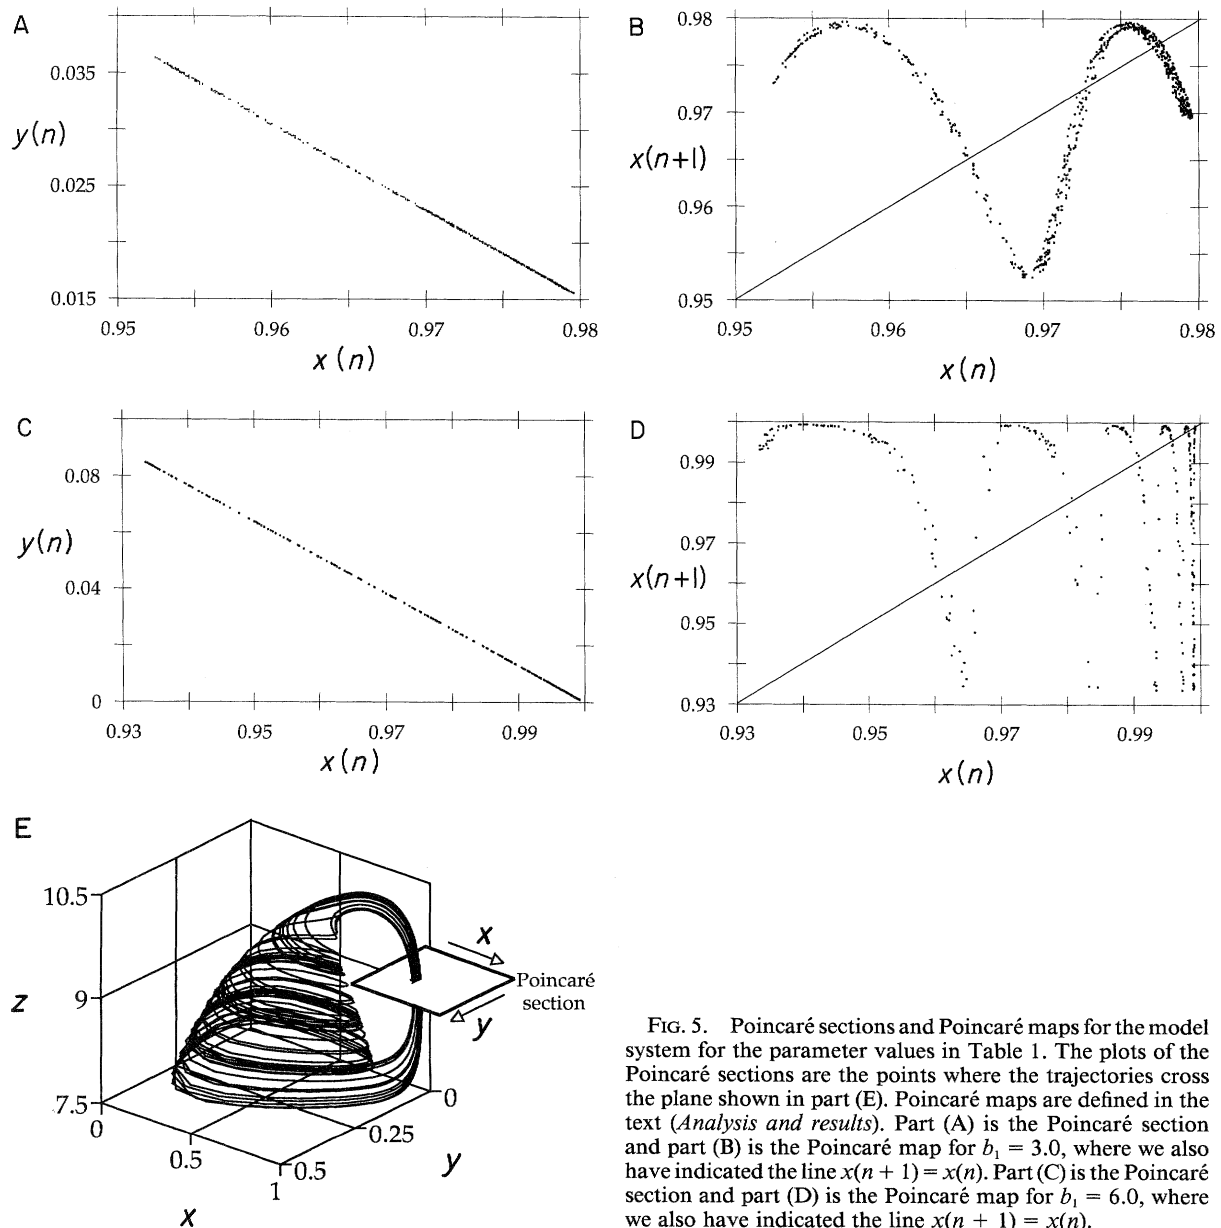 A
0.035
y(n)
0.025
0.015
0.95 0.96 0.97 0.98
x(n)
B
0.98
0.97
x(n+1)
0.96
0.95
0.95 0.96 0.97 0.98
x(n)
C
0.08
y(n)
0.04
0
0.93 0.95 0.97 0.99
x(n)
D
0.99
0.97
x(n+1)
0.95
0.93
0.93 0.95 0.97 0.99
x(n)
E
10.5
x
Poincaré
section
z
9
y
7.5
0
0
0.25
0.5
0.5
1
y
x
FIG. 5. Poincaré sections and Poincaré maps for the model
system for the parameter values in Table 1. The plots of the
Poincaré sections are the points where the trajectories cross
the plane shown in part (E). Poincaré maps are defined in the
text (Analysis and results). Part (A) is the Poincaré section
and part (B) is the Poincaré map for b₁ = 3.0, where we also
have indicated the line x(n + 1) = x(n). Part (C) is the Poincaré
section and part (D) is the Poincaré map for b₁ = 6.0, where
we also have indicated the line x(n + 1) = x(n).